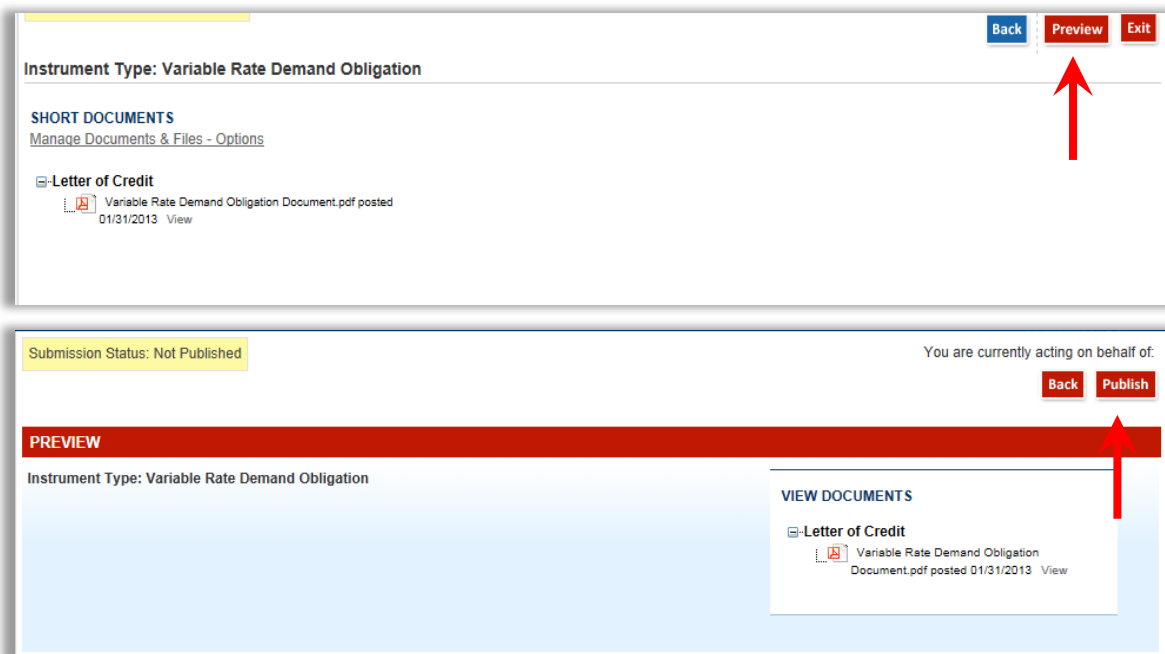 Back Preview Exit
Instrument Type: Variable Rate Demand Obligation
SHORT DOCUMENTS
Manage Documents & Files - Options
Letter of Credit
Variable Rate Demand Obligation Document.pdf posted
01/31/2013 View
Submission Status: Not Published
You are currently acting on behalf of:
Back Publish
PREVIEW
Instrument Type: Variable Rate Demand Obligation
VIEW DOCUMENTS
Letter of Credit
Variable Rate Demand Obligation
Document.pdf posted 01/31/2013 View